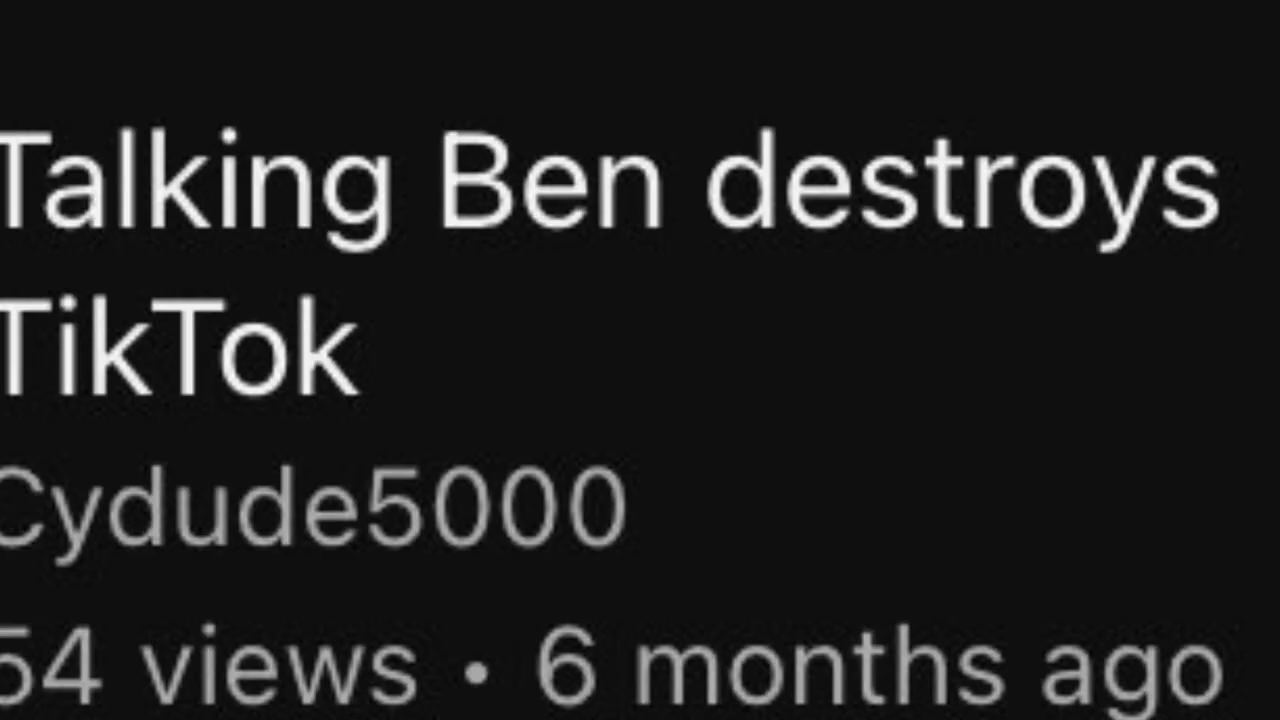 Talking Ben destroys
TikTok
Cydude5000
54 views • 6 months ago